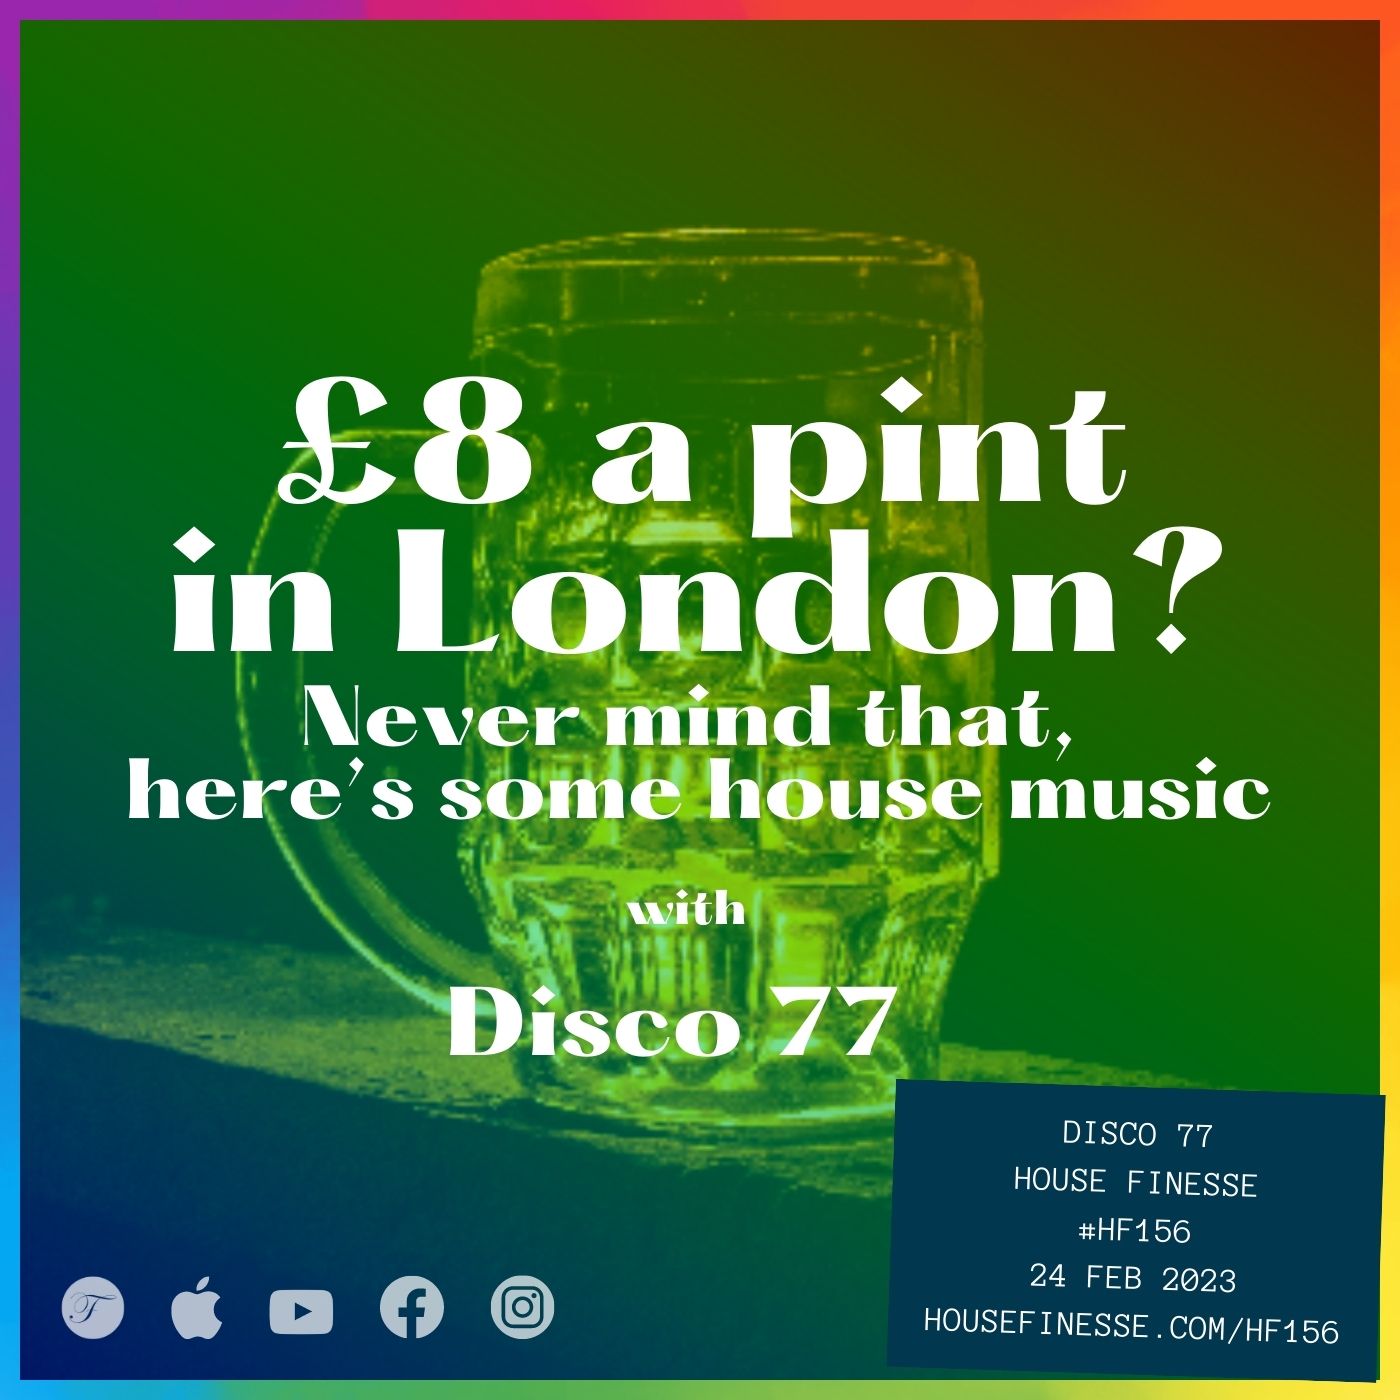 £8 a pint
in London?
Never mind that,
here's some house music
with
Disco 77
DISCO 77
HOUSE FINESSE
#HF156
24 FEB 2023
HOUSEFINESSE.COM/HF156
F